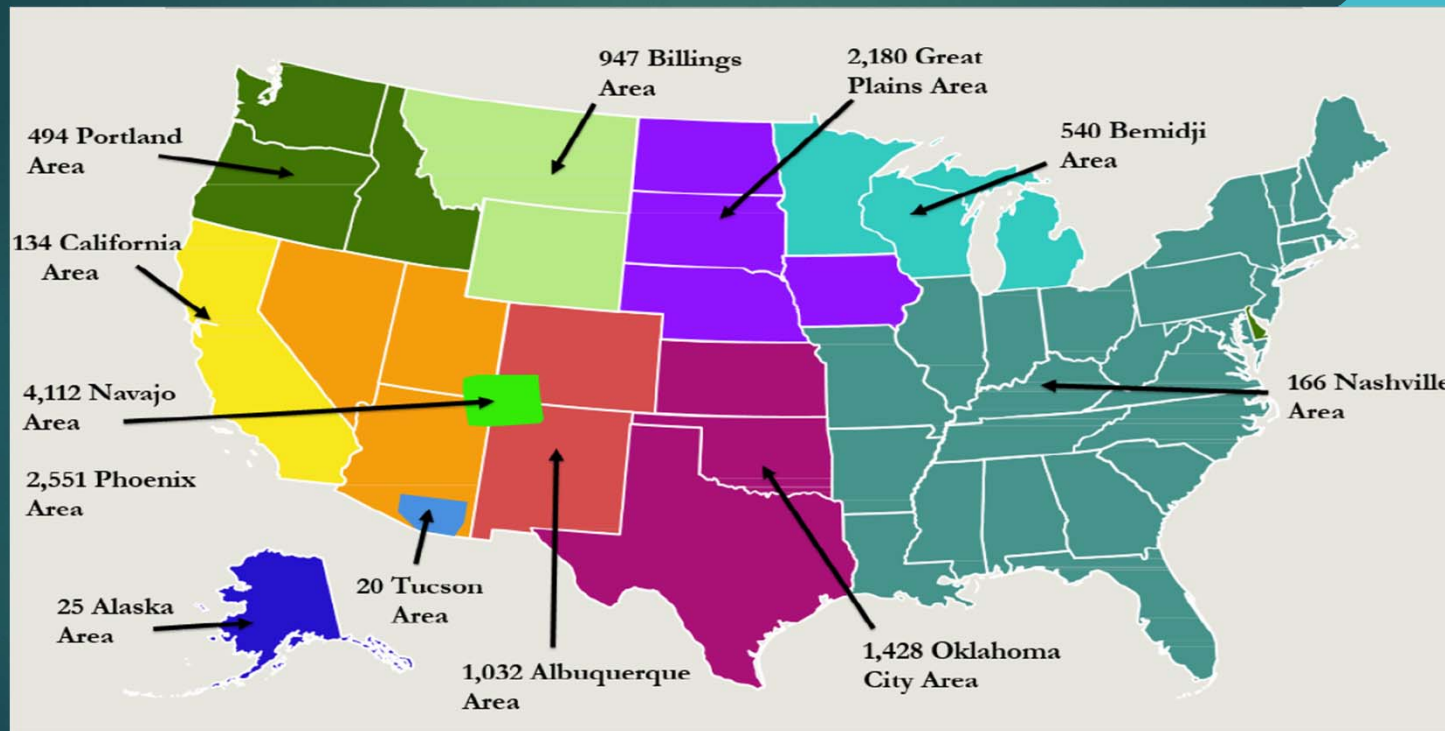 947 Billings
Area
2,180 Great
Plains Area
540 Bemidji
Area
494 Portland
Area
134 California
Area
4,112 Navajo
Area
166 Nashville
Area
2,551 Phoenix
Area
20 Tucson
Area
25 Alaska
Area
1,032 Albuquerque
Area
1,428 Oklahoma
City Area